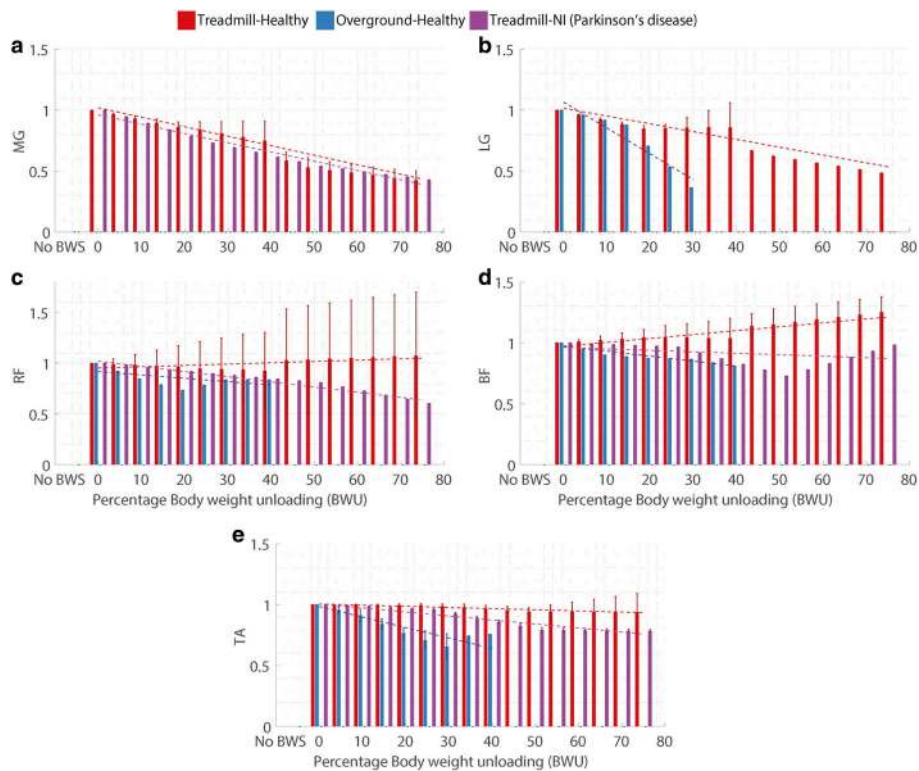 Treadmill-Healthy Overground-Healthy Treadmill-NI (Parkinson's disease)
a
1.5
1
0.5
0
MG
No BWS 0 10 20 30 40 50 60 70 80
b
1.5
1
0.5
0
LG
No BWS 0 10 20 30 40 50 60 70 80
c
1.5
1
0.5
0
RF
No BWS 0 10 20 30 40 50 60 70 80
Percentage Body weight unloading (BWU)
d
1.5
1
0.5
0
BF
No BWS 0 10 20 30 40 50 60 70 80
Percentage Body weight unloading (BWU)
e
1.5
1
0.5
0
TA
No BWS 0 10 20 30 40 50 60 70 80
Percentage Body weight unloading (BWU)